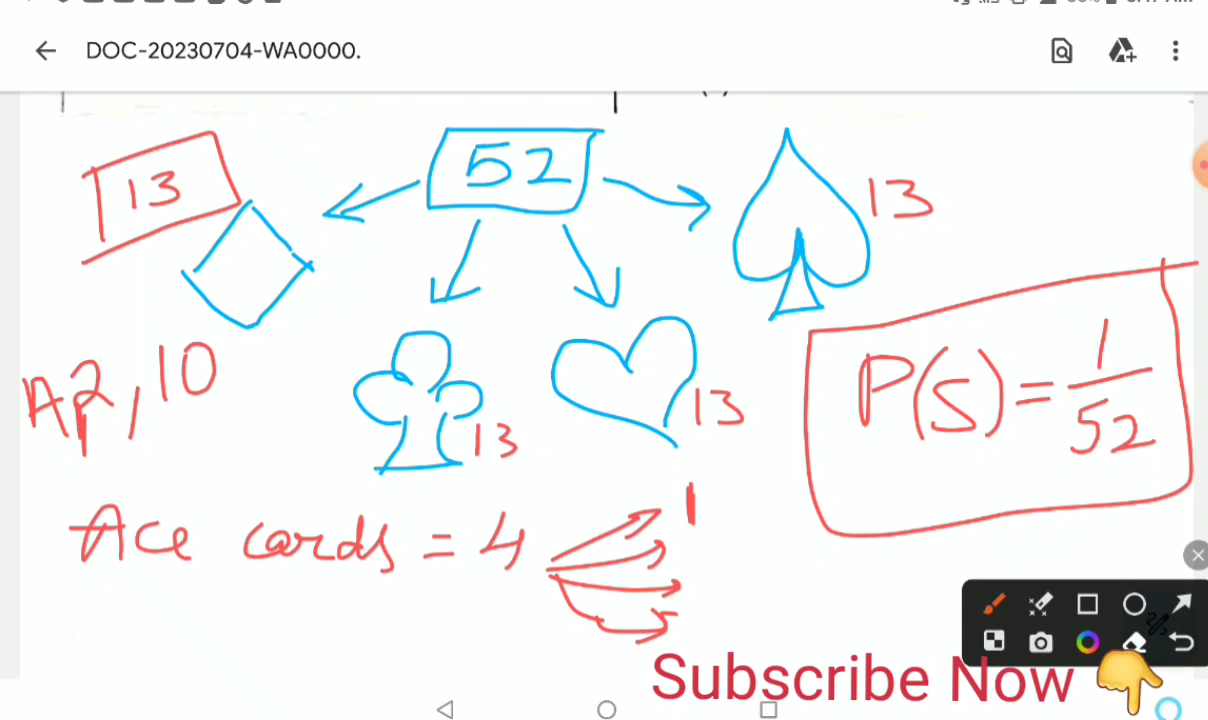 DOC-20230704-WA0000.
52
13
13
13
13
P(S) = 1/52
A, 2, 10
Ace cards = 4
1
Subscribe Now